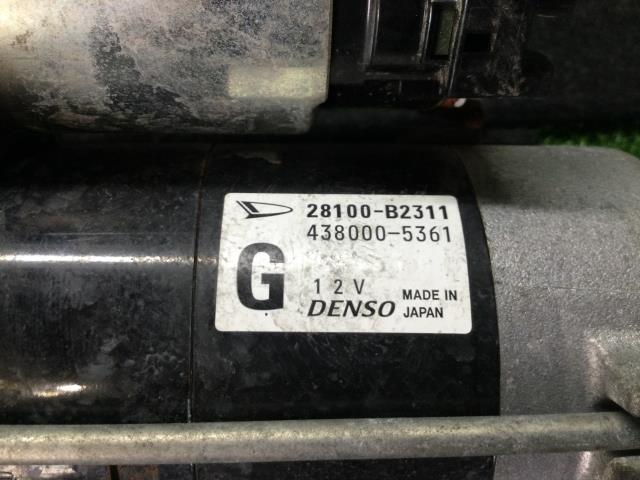 28100-B2311
438000-5361
G
12V
DENSO MADE IN JAPAN